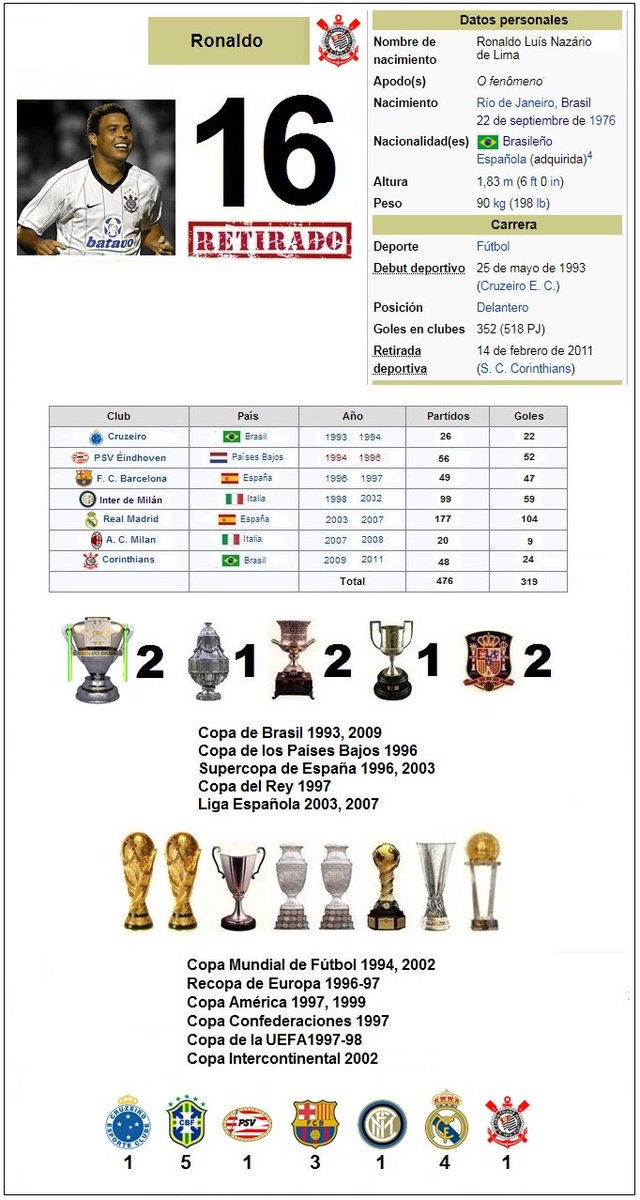 Ronaldo
16
RETIRADO
batavo
Datos personales
Nombre de nacimiento Ronaldo Luís Nazário de Lima
Apodo(s) O fenômeno
Nacimiento Río de Janeiro, Brasil
22 de septiembre de 1976
Nacionalidad(es) Brasileño
Española (adquirida)4
Altura 1,83 m (6 ft 0 in)
Peso 90 kg (198 lb)
Carrera
Deporte Fútbol
Debut deportivo 25 de mayo de 1993
(Cruzeiro E. C.)
Posición Delantero
Goles en clubes 352 (518 PJ)
Retirada deportiva 14 de febrero de 2011
(S. C. Corinthians)
Club País Año Partidos Goles
Cruzeiro Brasil 1993 1994 26 22
PSV Éindhoven Países Bajos 1994 1996 56 52
F. C. Barcelona España 1996 1997 49 47
Inter de Milán Italia 1998 2002 99 59
Real Madrid España 2003 2007 177 104
A. C. Milan Italia 2007 2008 20 9
Corinthians Brasil 2009 2011 48 24
Total 476 319
2 1 2 1 2
Copa de Brasil 1993, 2009
Copa de los Países Bajos 1996
Supercopa de España 1996, 2003
Copa del Rey 1997
Liga Española 2003, 2007
Copa Mundial de Fútbol 1994, 2002
Recopa de Europa 1996-97
Copa América 1997, 1999
Copa Confederaciones 1997
Copa de la UEFA1997-98
Copa Intercontinental 2002
CRUZEIRO ESPORTE CLUBE CBF PSV FCB
1 5 1 3 1 4 1